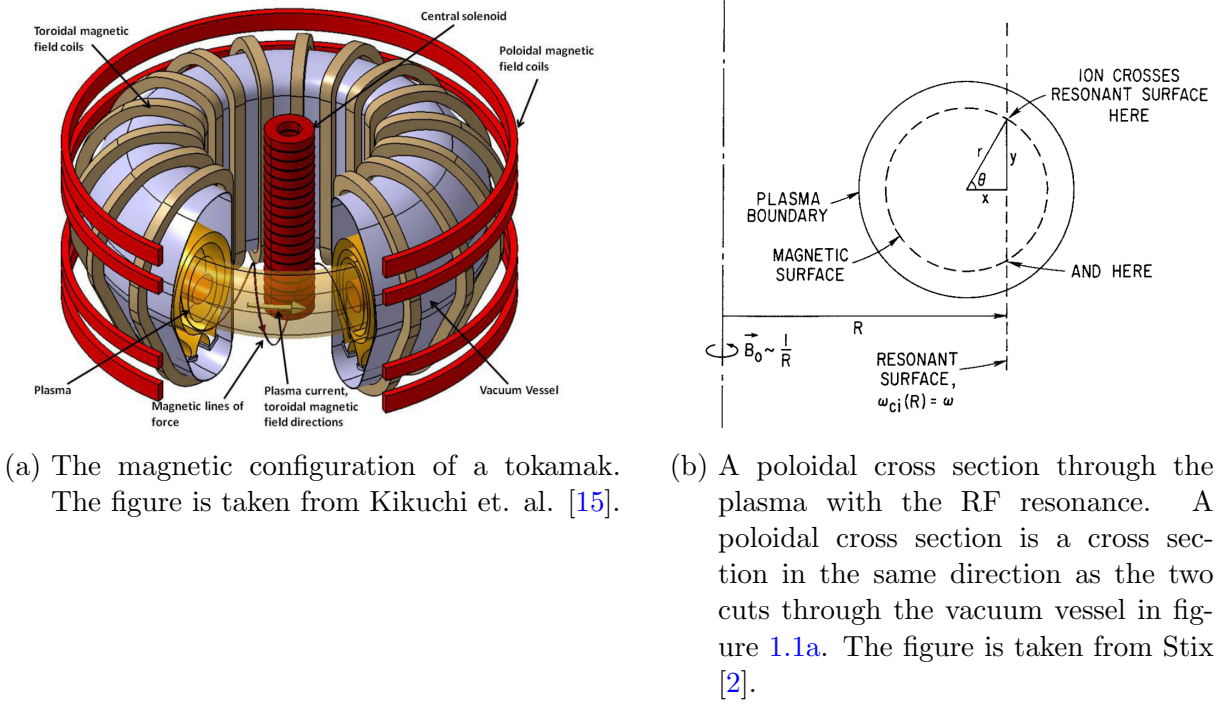 Toroidal magnetic
field coils
Central solenoid
Poloidal magnetic
field coils
Plasma
Magnetic lines of
force
Plasma current,
toroidal magnetic
field directions
Vacuum Vessel
(a) The magnetic configuration of a tokamak.
The figure is taken from Kikuchi et. al. [15].
ION CROSSES
RESONANT SURFACE
HERE
r
y
θ
x
PLASMA
BOUNDARY
MAGNETIC
SURFACE
AND HERE
R
B⃗₀ ~ 1/R
RESONANT
SURFACE,
ω_ci(R) = ω
(b) A poloidal cross section through the
plasma with the RF resonance. A
poloidal cross section is a cross sec-
tion in the same direction as the two
cuts through the vacuum vessel in fig-
ure 1.1a. The figure is taken from Stix
[2].